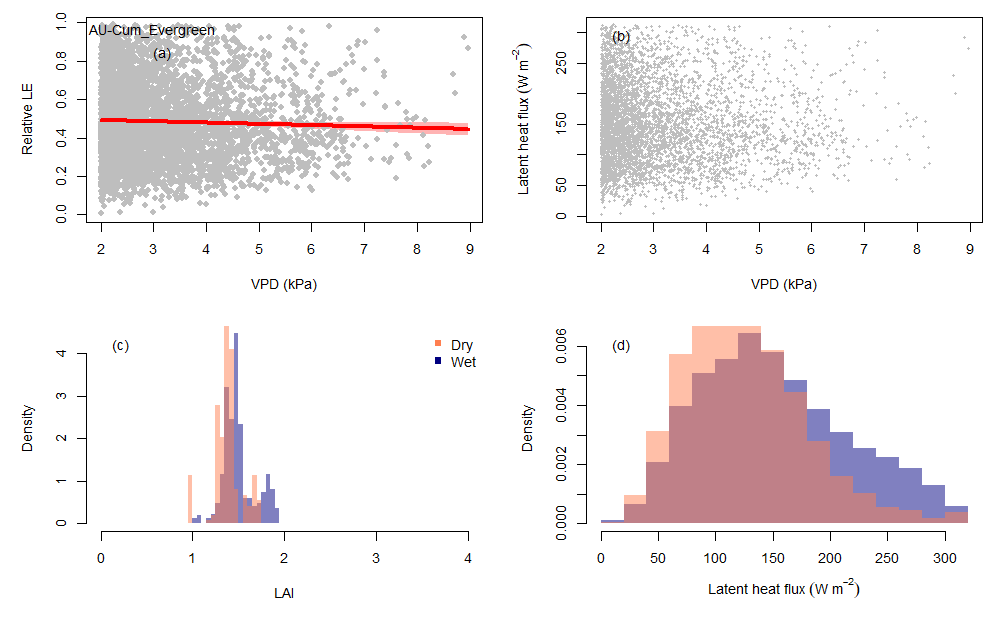 AU-Cum_Evergreen
(a)
Relative LE
0.0 0.2 0.4 0.6 0.8 1.0
2 3 4 5 6 7 8 9
VPD (kPa)
(b)
Latent heat flux (W m⁻²)
0 50 150 250
2 3 4 5 6 7 8 9
VPD (kPa)
(c)
Dry
Wet
Density
0 1 2 3 4
0 1 2 3 4
LAI
(d)
Density
0.000 0.002 0.004 0.006
0 50 100 150 200 250 300
Latent heat flux (W m⁻²)